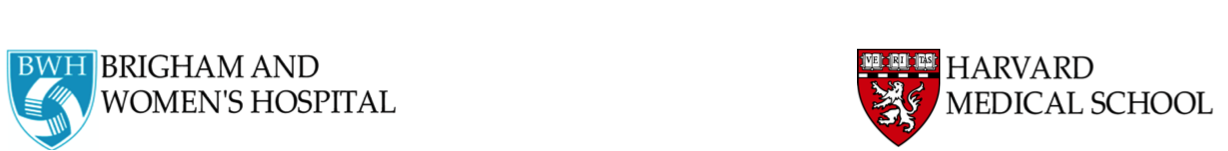 BWH
BRIGHAM AND
WOMEN'S HOSPITAL
VE RI TAS
HARVARD
MEDICAL SCHOOL